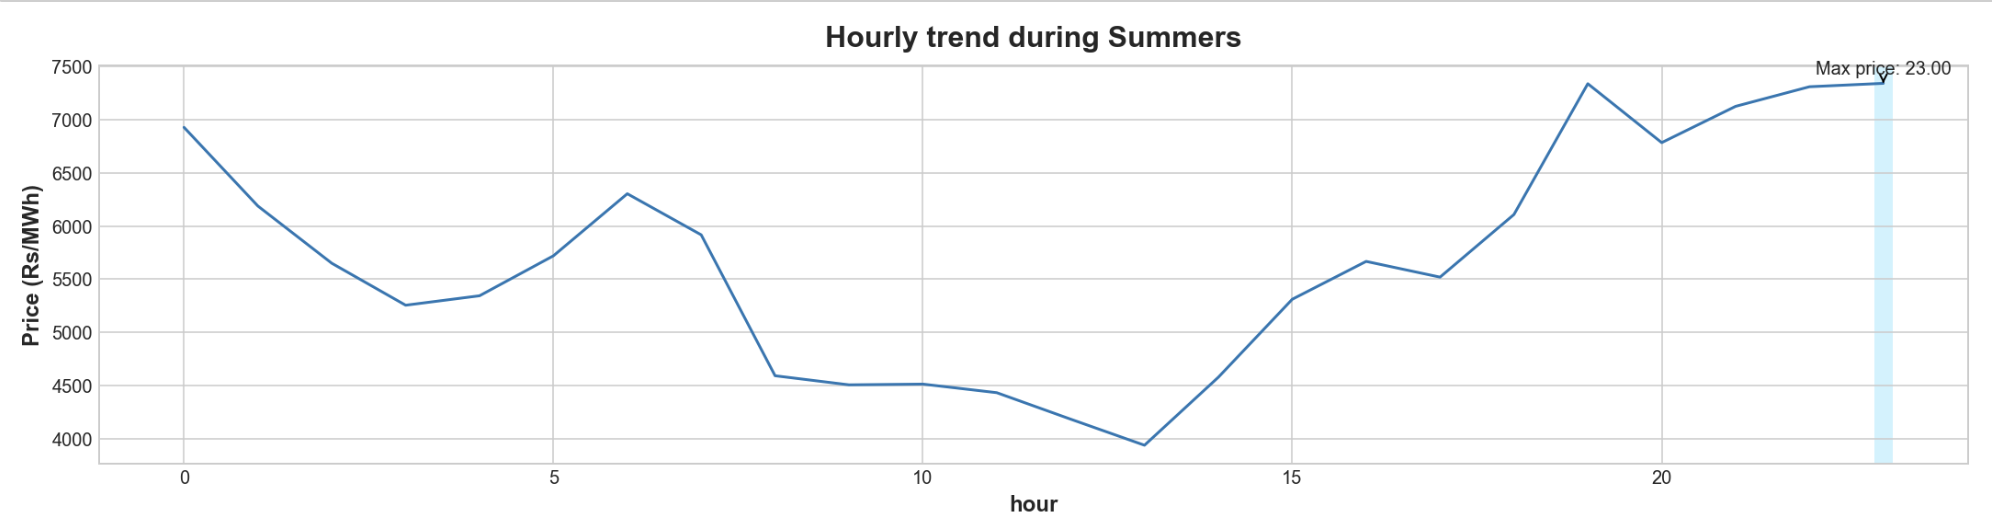 Hourly trend during Summers
Max price: 23.00
7500
7000
6500
6000
5500
5000
4500
4000
Price (Rs/MWh)
0 5 10 15 20
hour